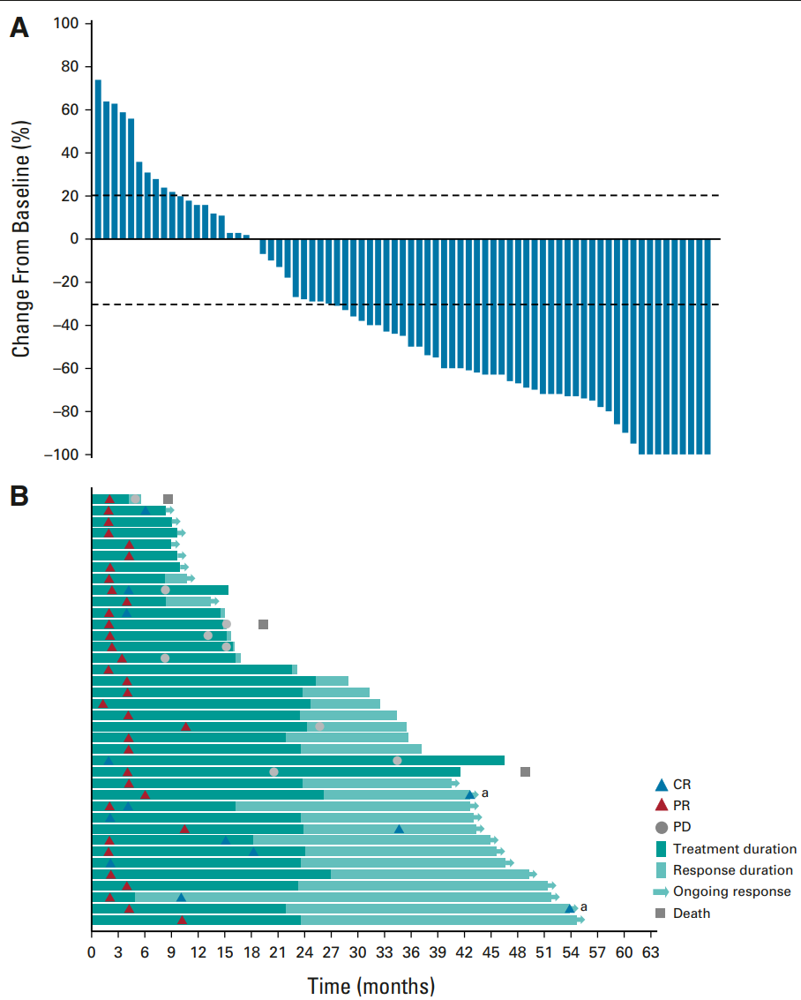 A
Change From Baseline (%)
100
80
60
40
20
0
−20
−40
−60
−80
−100
B
a
a
CR
PR
PD
Treatment duration
Response duration
Ongoing response
Death
0 3 6 9 12 15 18 21 24 27 30 33 36 39 42 45 48 51 54 57 60 63
Time (months)